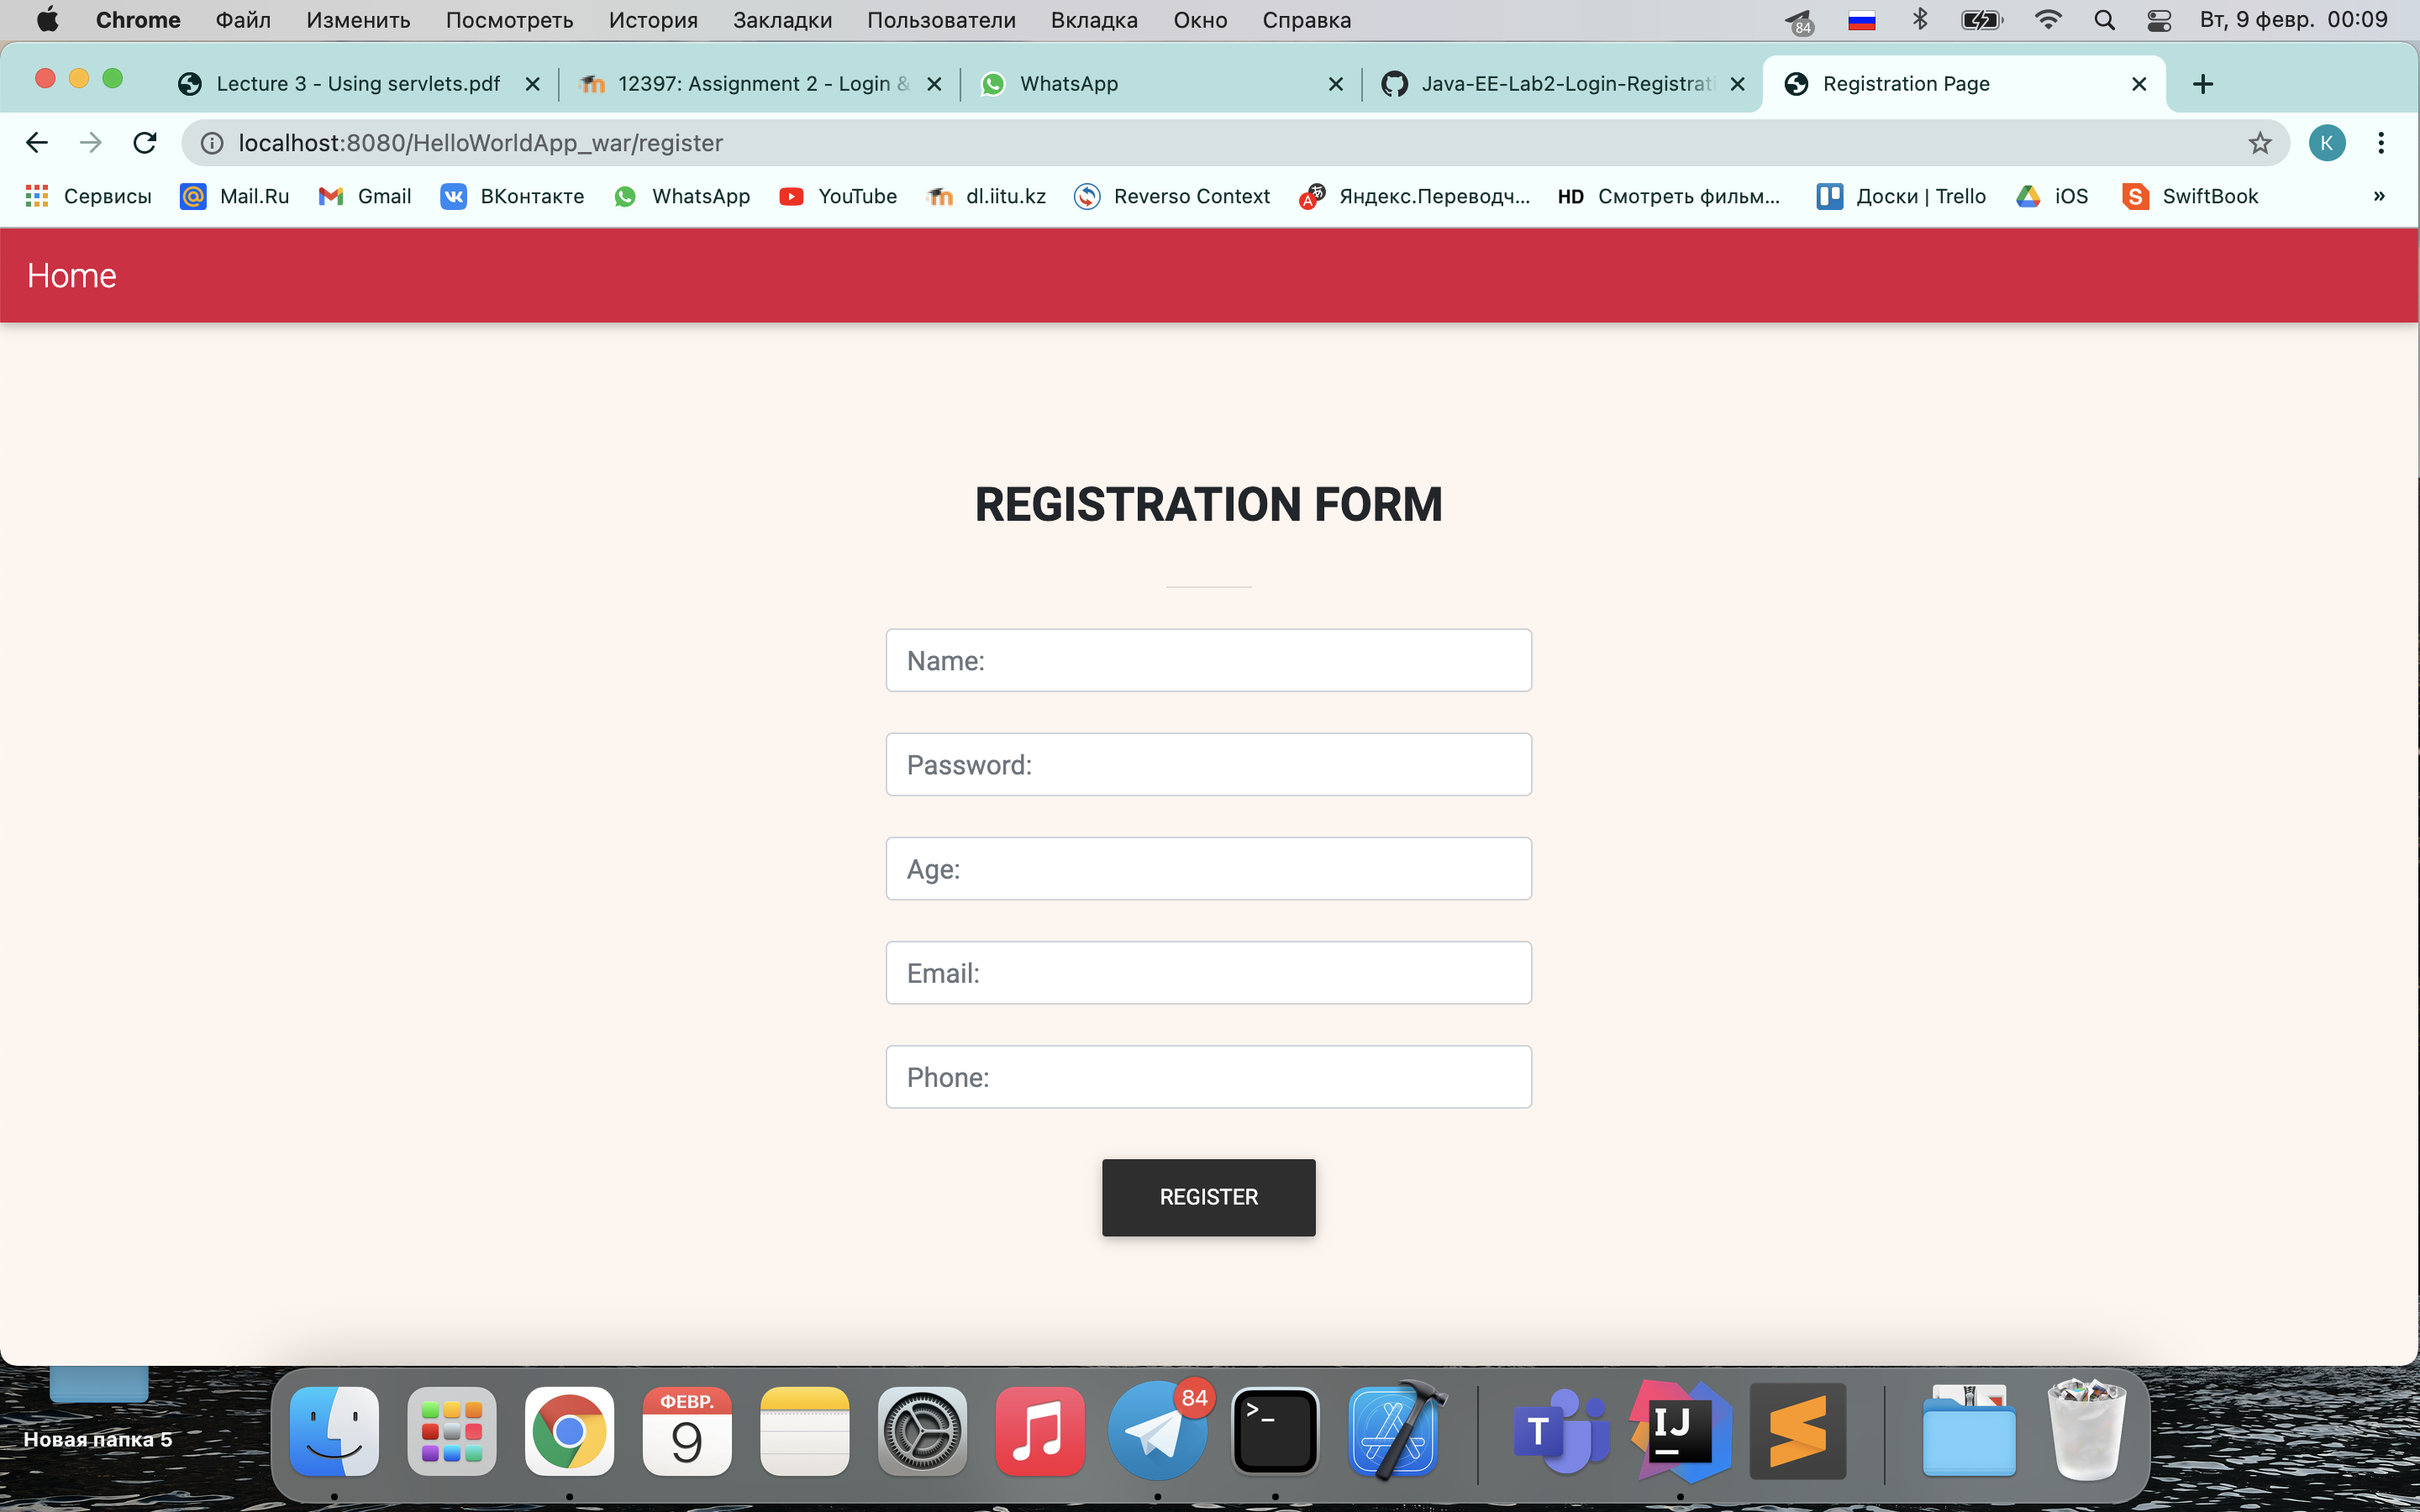 Chrome Файл Изменить Посмотреть История Закладки Пользователи Вкладка Окно Справка 84 Вт, 9 февр. 00:09
Lecture 3 - Using servlets.pdf 12397: Assignment 2 - Login & WhatsApp Java-EE-Lab2-Login-Registrati Registration Page
localhost:8080/HelloWorldApp_war/register K
Сервисы Mail.Ru Gmail ВКонтакте WhatsApp YouTube dl.iitu.kz Reverso Context Яндекс.Переводч... HD Смотреть фильм... Доски | Trello iOS SwiftBook »
Home
REGISTRATION FORM
Name:
Password:
Age:
Email:
Phone:
REGISTER
Новая папка 5
ФЕВР.
9
84
>_
T
IJ